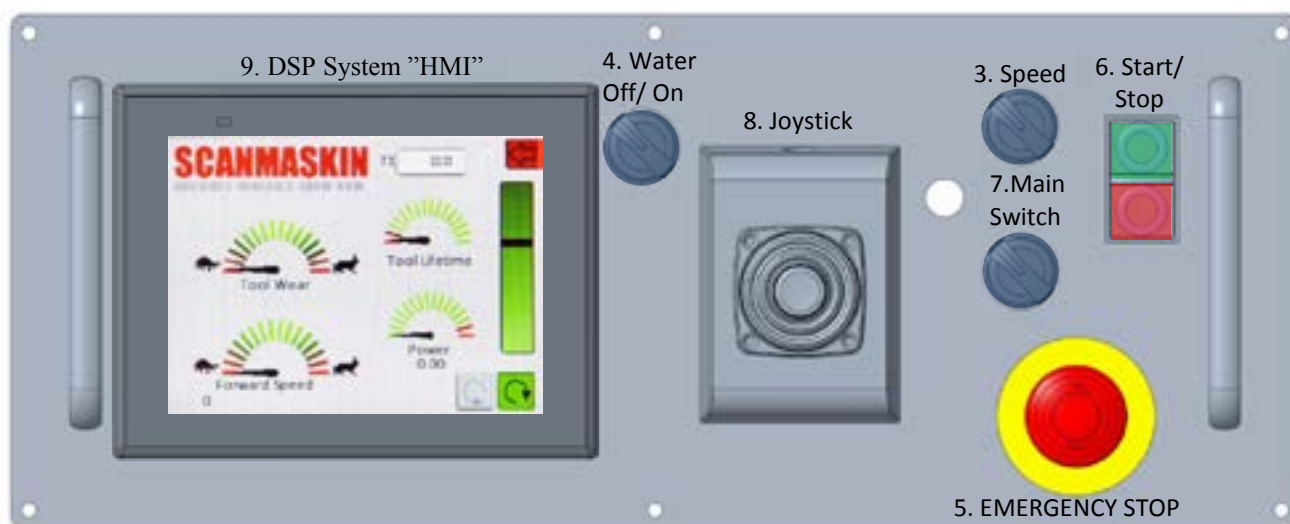 9. DSP System ”HMI”
4. Water
Off/ On
3. Speed
6. Start/
Stop
8. Joystick
7.Main
Switch
SCANMASKIN
Tool Wear
Tool Lifetime
Forward Speed
0
Power
0.00
5. EMERGENCY STOP